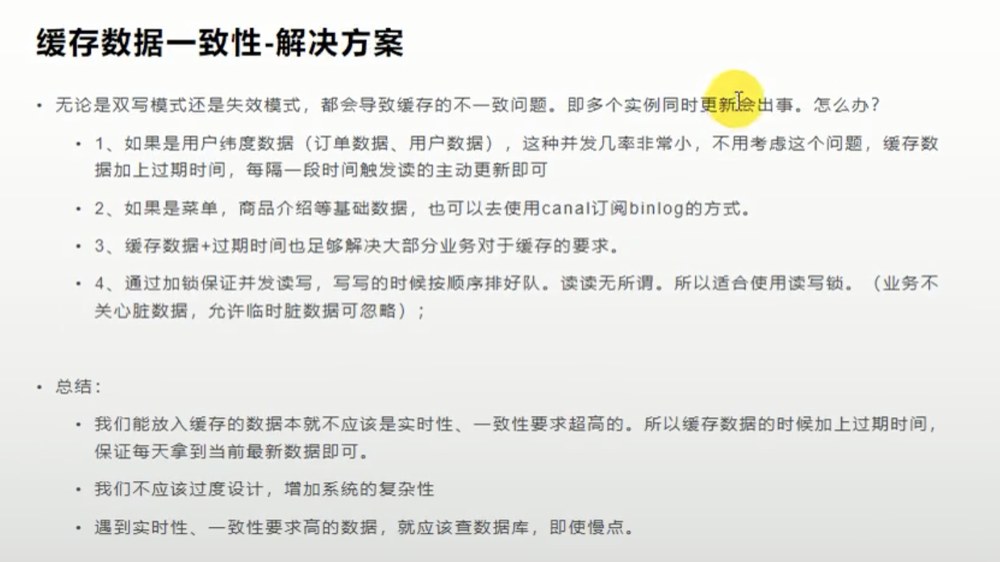 缓存数据一致性-解决方案
• 无论是双写模式还是失效模式，都会导致缓存的不一致问题。即多个实例同时更新会出事。怎么办？
• 1、如果是用户纬度数据（订单数据、用户数据），这种并发几率非常小，不用考虑这个问题，缓存数
据加上过期时间，每隔一段时间触发读的主动更新即可
• 2、如果是菜单，商品介绍等基础数据，也可以去使用canal订阅binlog的方式。
• 3、缓存数据+过期时间也足够解决大部分业务对于缓存的要求。
• 4、通过加锁保证并发读写，写写的时候按顺序排好队。读读无所谓。所以适合使用读写锁。（业务不
关心脏数据，允许临时脏数据可忽略）；
• 总结：
• 我们能放入缓存的数据本就不应该是实时性、一致性要求超高的。所以缓存数据的时候加上过期时间，
保证每天拿到当前最新数据即可。
• 我们不应该过度设计，增加系统的复杂性
• 遇到实时性、一致性要求高的数据，就应该查数据库，即使慢点。